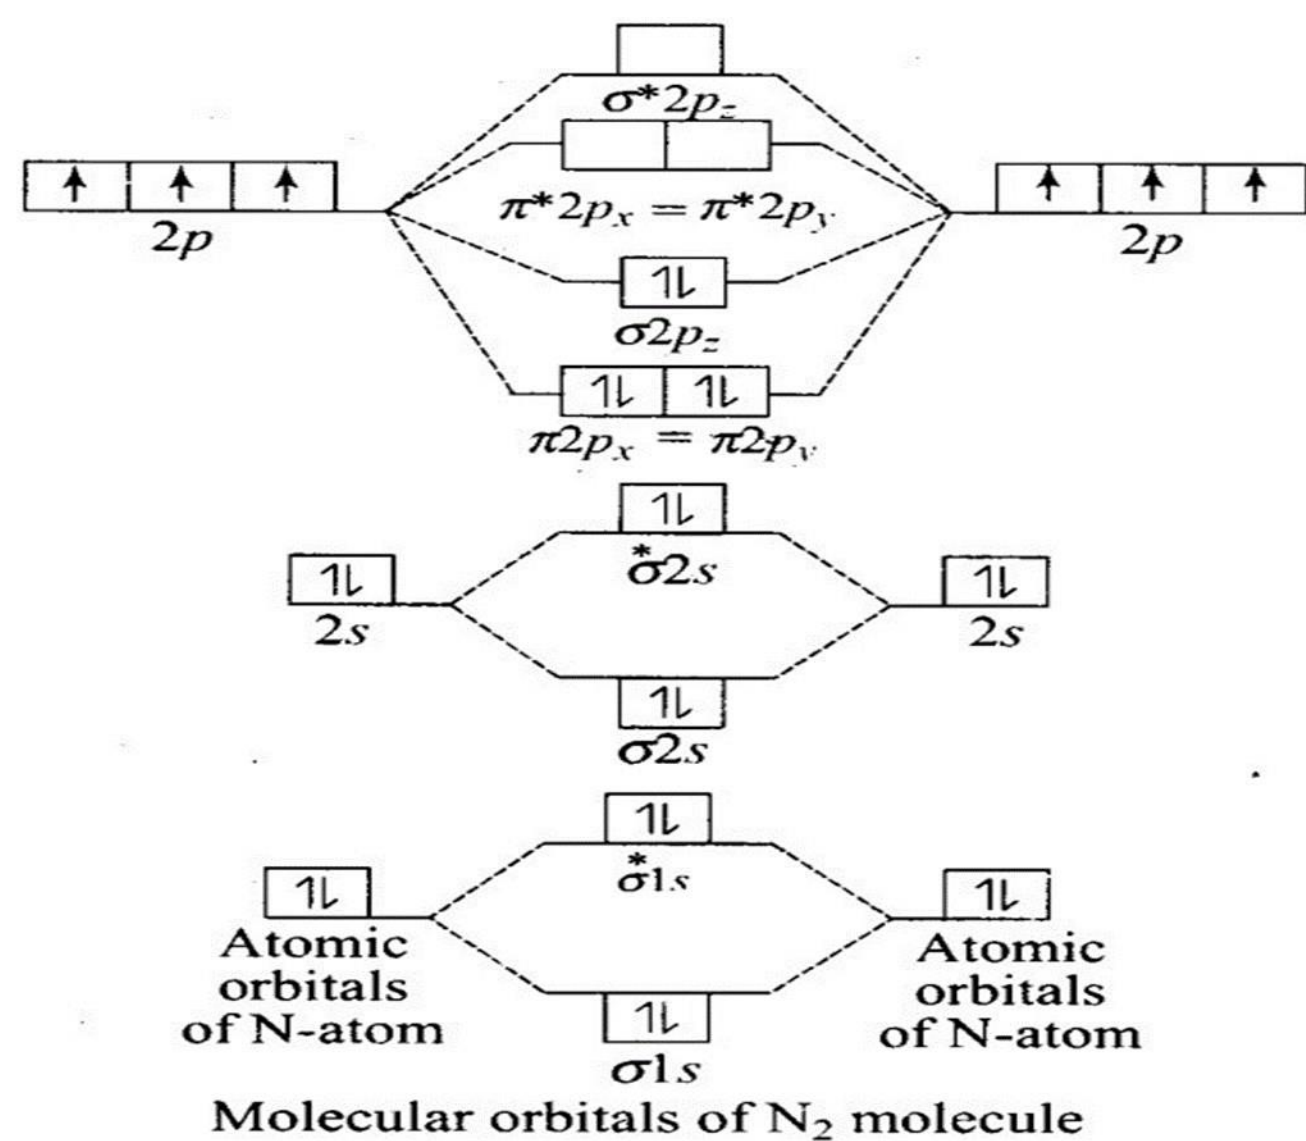 σ*2p_z
π*2p_x = π*2p_y
2p
2p
σ2p_z
π2p_x = π2p_y
σ*2s
2s
2s
σ2s
σ*1s
Atomic
orbitals
of N-atom
Atomic
orbitals
of N-atom
σ1s
Molecular orbitals of N₂ molecule